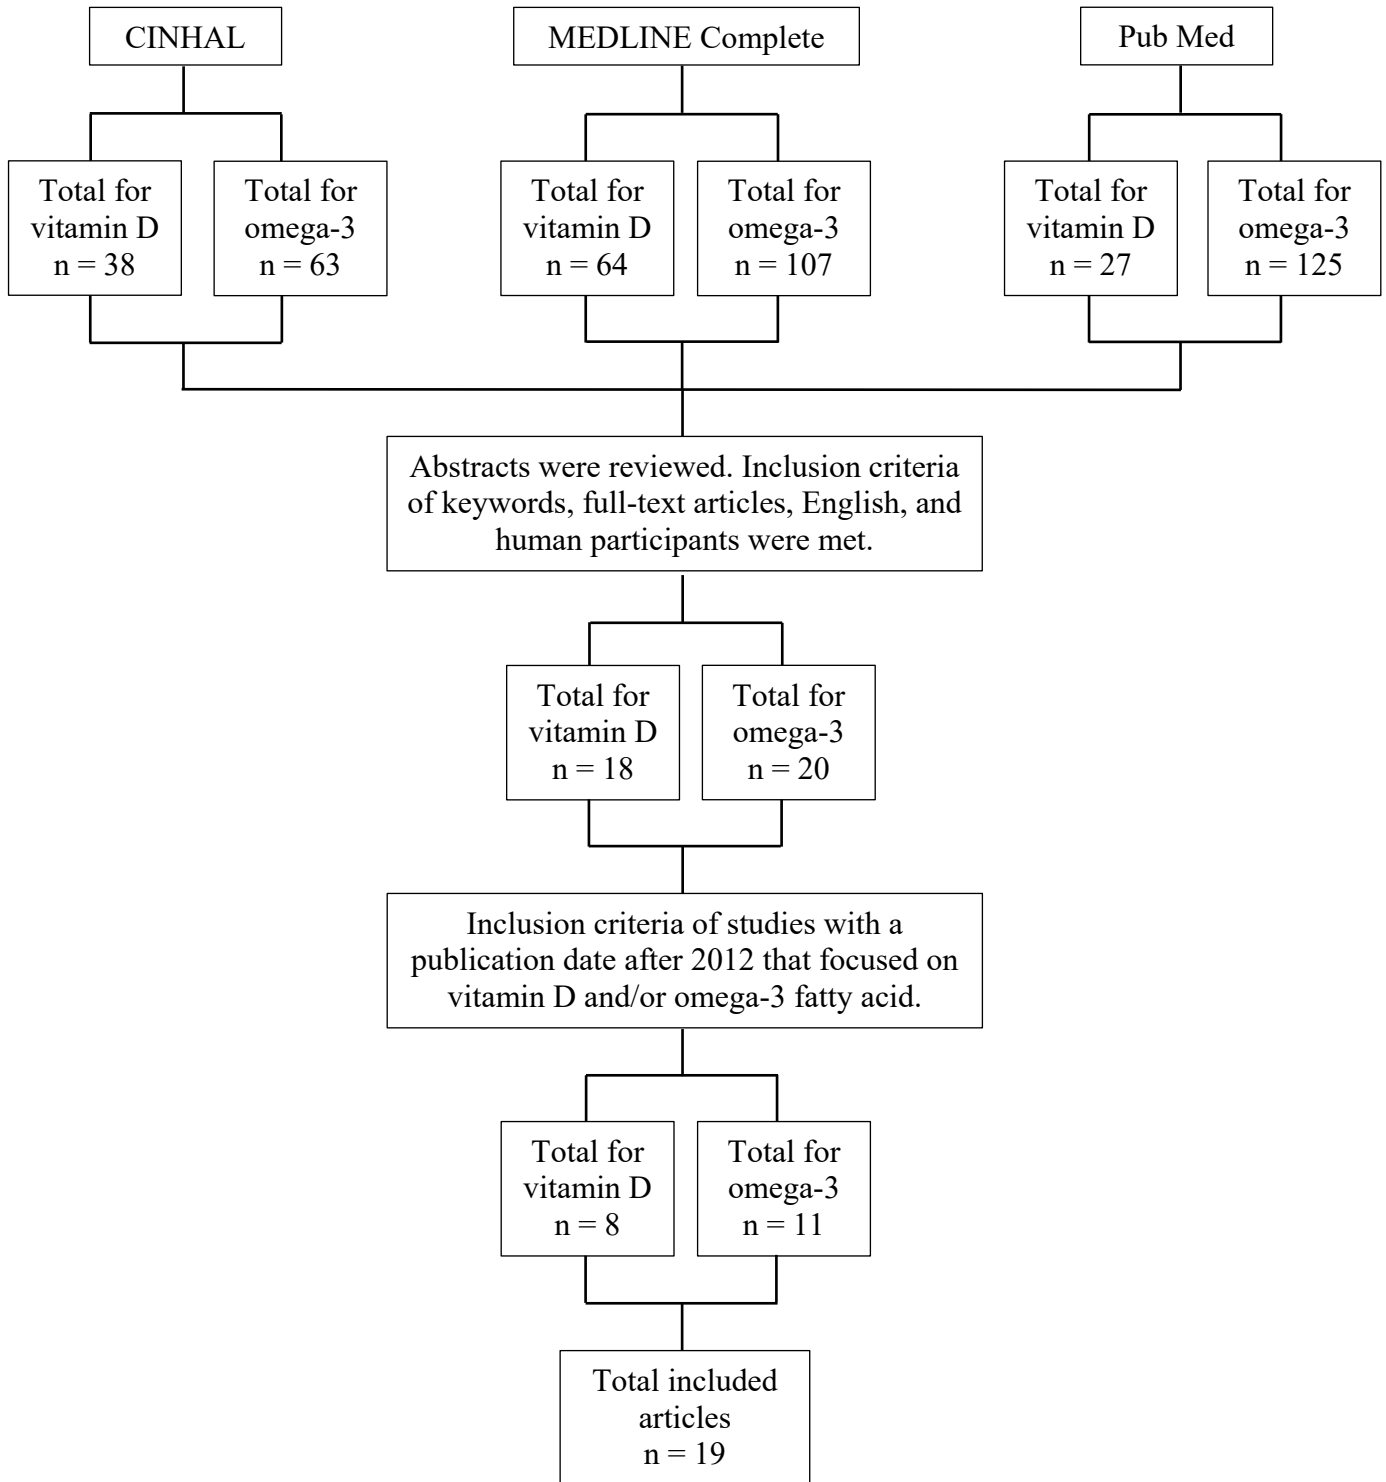 CINHAL
MEDLINE Complete
Pub Med
Total for
vitamin D
n = 38
Total for
omega-3
n = 63
Total for
vitamin D
n = 64
Total for
omega-3
n = 107
Total for
vitamin D
n = 27
Total for
omega-3
n = 125
Abstracts were reviewed. Inclusion criteria
of keywords, full-text articles, English, and
human participants were met.
Total for
vitamin D
n = 18
Total for
omega-3
n = 20
Inclusion criteria of studies with a
publication date after 2012 that focused on
vitamin D and/or omega-3 fatty acid.
Total for
vitamin D
n = 8
Total for
omega-3
n = 11
Total included
articles
n = 19